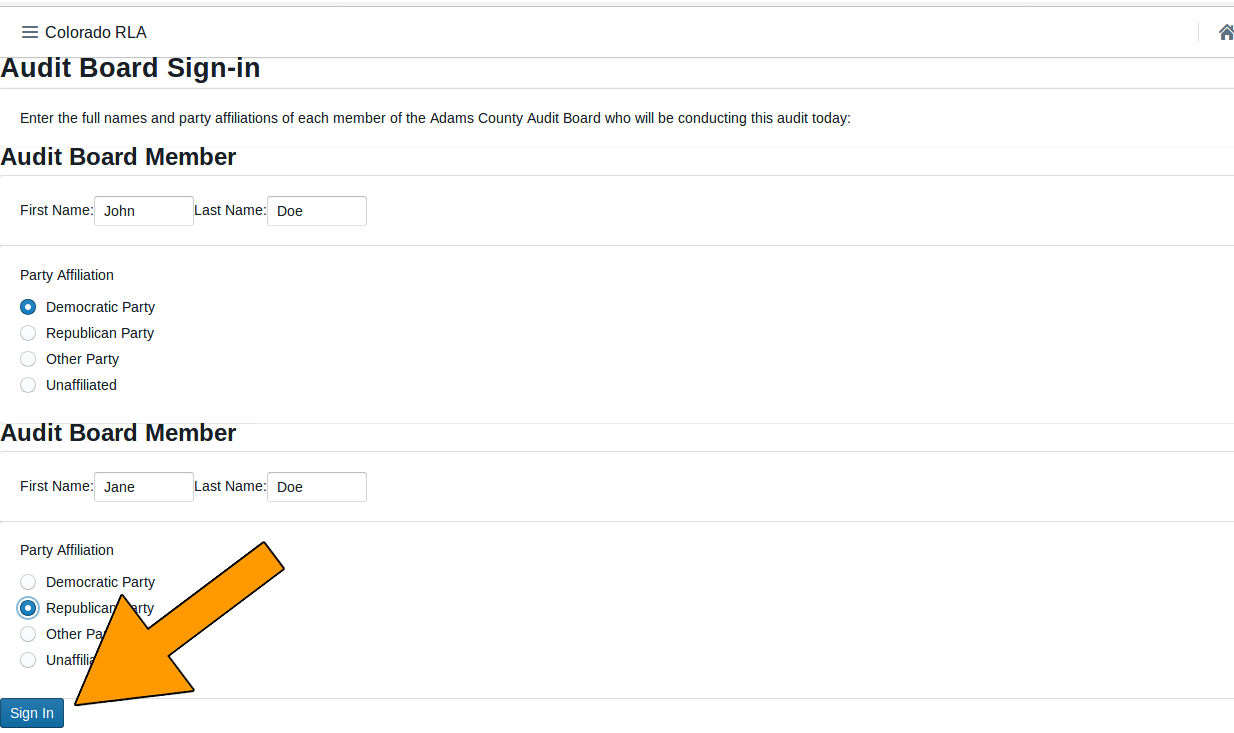 Colorado RLA
Audit Board Sign-in
Enter the full names and party affiliations of each member of the Adams County Audit Board who will be conducting this audit today:
Audit Board Member
First Name: John Last Name: Doe
Party Affiliation
Democratic Party
Republican Party
Other Party
Unaffiliated
Audit Board Member
First Name: Jane Last Name: Doe
Party Affiliation
Democratic Party
Republican arty
Other Pa
Unaffilia
Sign In